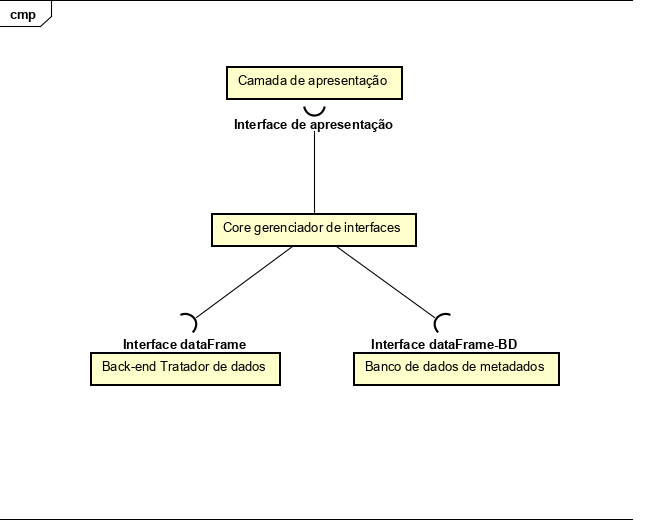 cmp
Camada de apresentação
Interface de apresentação
Core gerenciador de interfaces
Interface dataFrame
Interface dataFrame-BD
Back-end Tratador de dados
Banco de dados de metadados